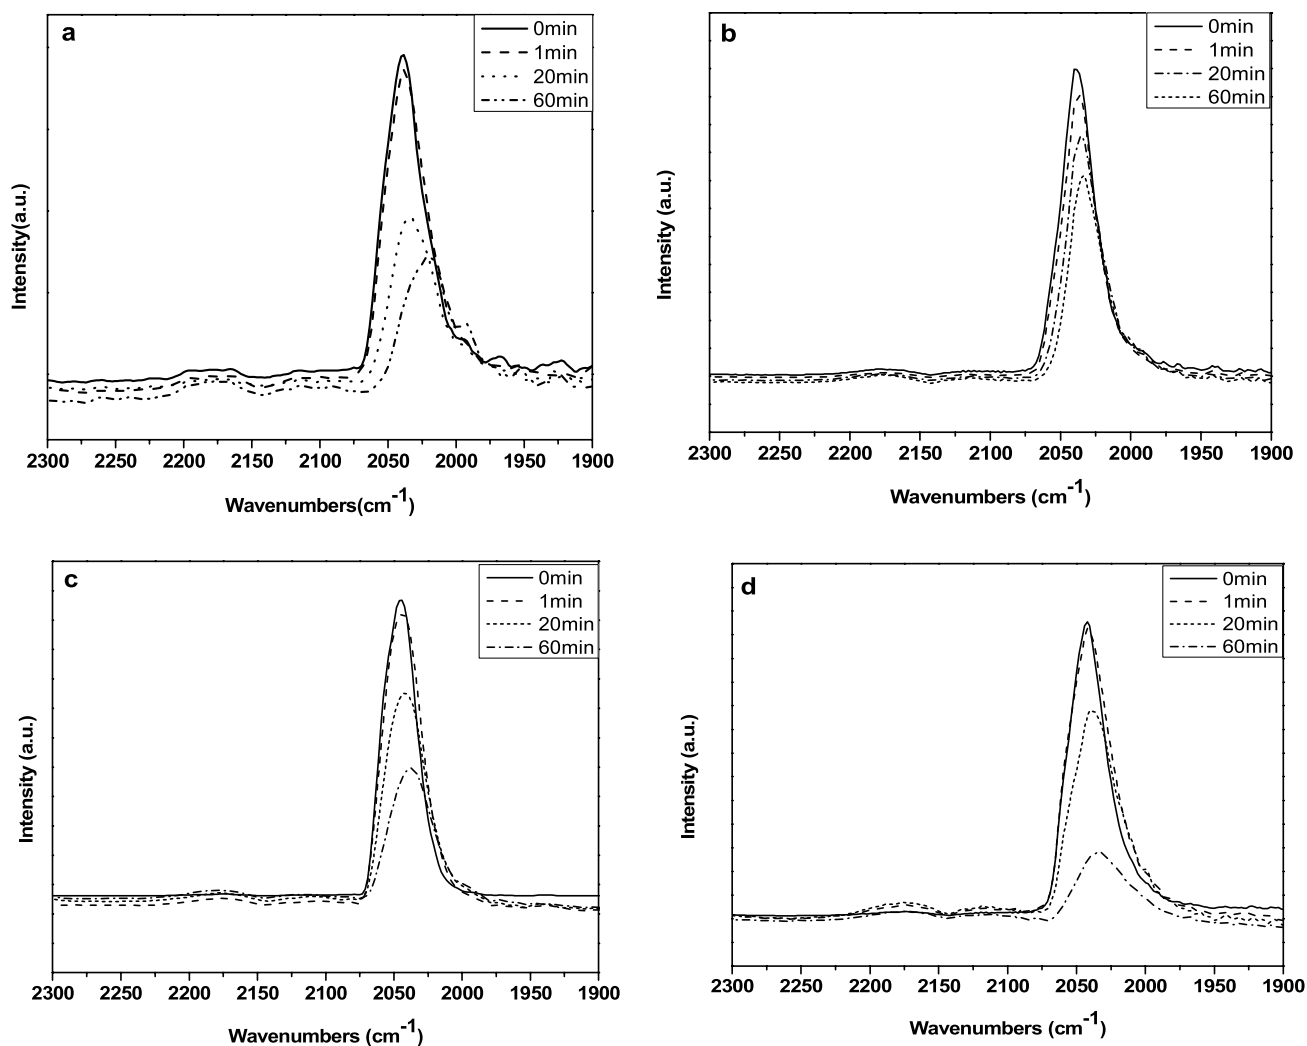 a
0min
1min
20min
60min
Intensity(a.u.)
2300 2250 2200 2150 2100 2050 2000 1950 1900
Wavenumbers(cm-1)
b
0min
1min
20min
60min
Intensity (a.u.)
2300 2250 2200 2150 2100 2050 2000 1950 1900
Wavenumbers (cm-1)
c
0min
1min
20min
60min
Intensity (a.u.)
2300 2250 2200 2150 2100 2050 2000 1950 1900
Wavenumbers (cm-1)
d
0min
1min
20min
60min
Intensity (a.u.)
2300 2250 2200 2150 2100 2050 2000 1950 1900
Wavenumbers (cm-1)